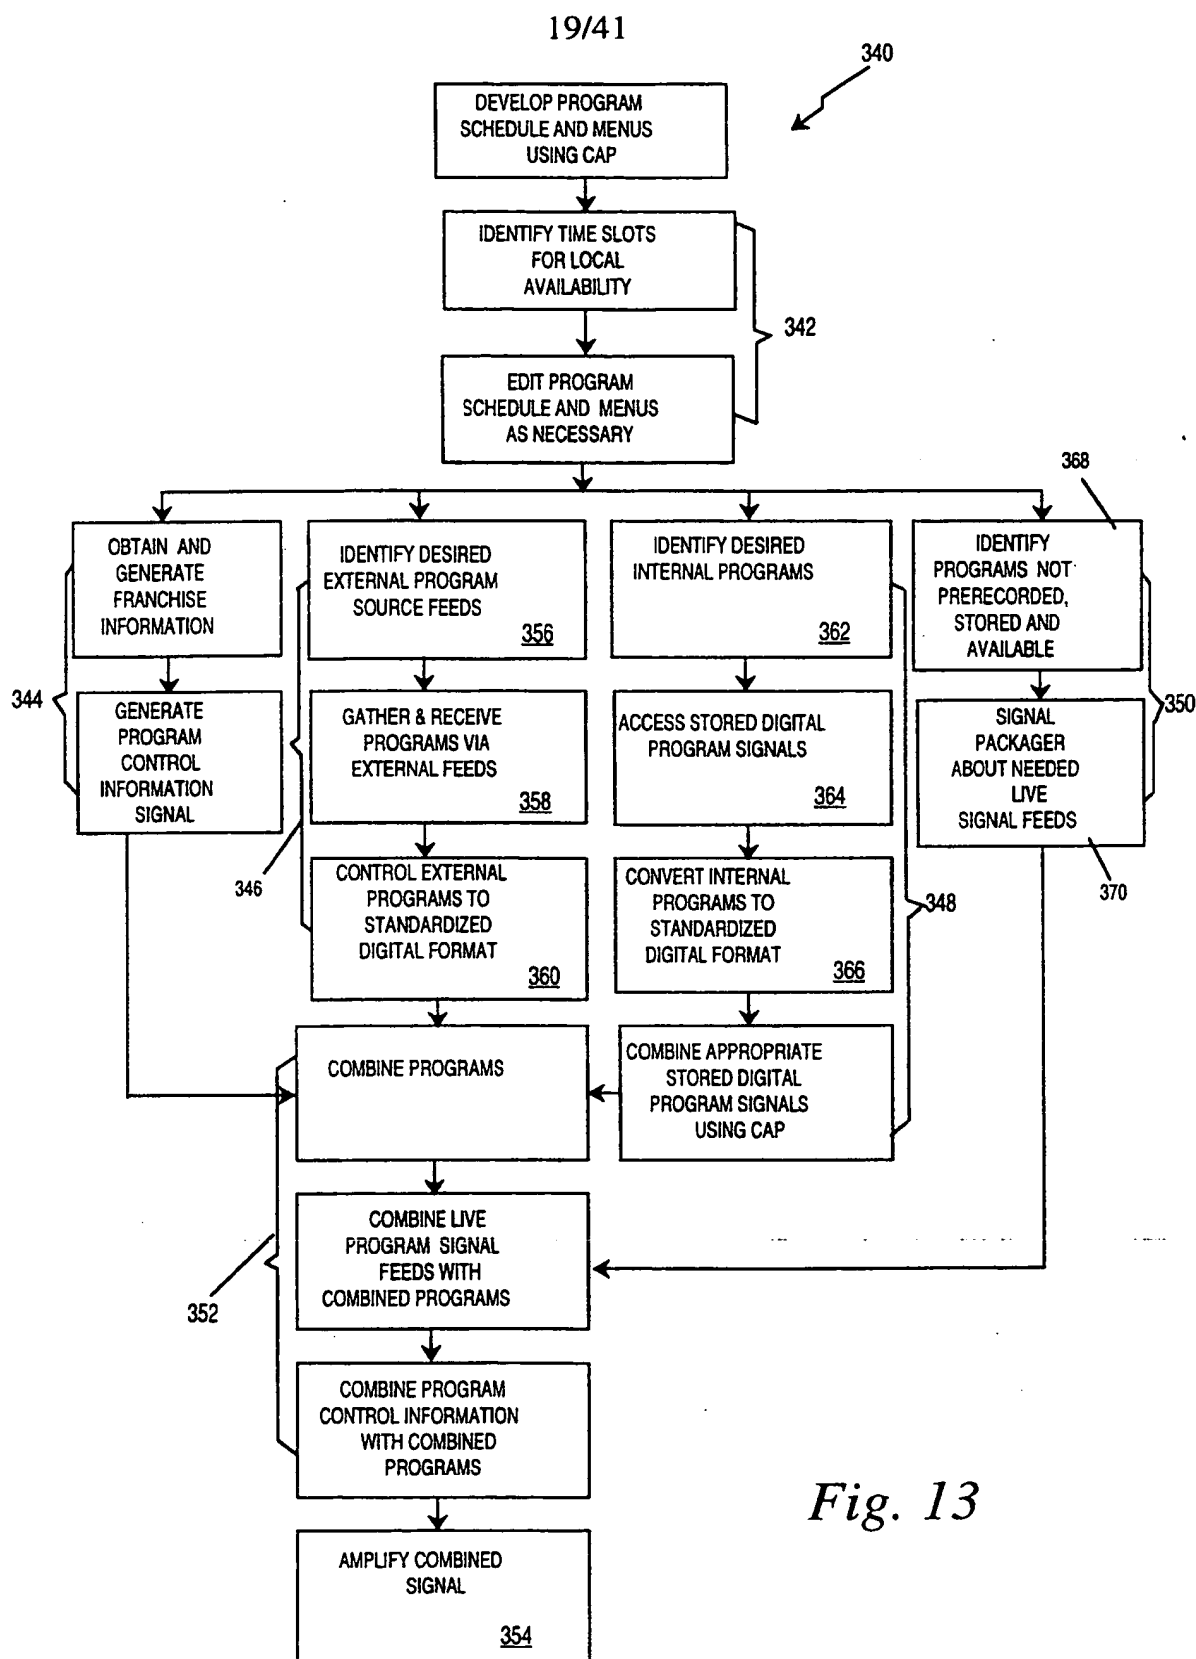 19/41
340
DEVELOP PROGRAM
SCHEDULE AND MENUS
USING CAP
IDENTIFY TIME SLOTS
FOR LOCAL
AVAILABILITY
342
EDIT PROGRAM
SCHEDULE AND MENUS
AS NECESSARY
344
OBTAIN AND
GENERATE
FRANCHISE
INFORMATION
GENERATE
PROGRAM
CONTROL
INFORMATION
SIGNAL
346
IDENTIFY DESIRED
EXTERNAL PROGRAM
SOURCE FEEDS
356
GATHER & RECEIVE
PROGRAMS VIA
EXTERNAL FEEDS
358
CONTROL EXTERNAL
PROGRAMS TO
STANDARDIZED
DIGITAL FORMAT
360
IDENTIFY DESIRED
INTERNAL PROGRAMS
362
ACCESS STORED DIGITAL
PROGRAM SIGNALS
364
CONVERT INTERNAL
PROGRAMS TO
STANDARDIZED
DIGITAL FORMAT
366
COMBINE APPROPRIATE
STORED DIGITAL
PROGRAM SIGNALS
USING CAP
348
368
IDENTIFY
PROGRAMS NOT
PRERECORDED,
STORED AND
AVAILABLE
350
SIGNAL
PACKAGER
ABOUT NEEDED
LIVE
SIGNAL FEEDS
370
COMBINE PROGRAMS
352
COMBINE LIVE
PROGRAM SIGNAL
FEEDS WITH
COMBINED PROGRAMS
COMBINE PROGRAM
CONTROL INFORMATION
WITH COMBINED
PROGRAMS
AMPLIFY COMBINED
SIGNAL
354
Fig. 13